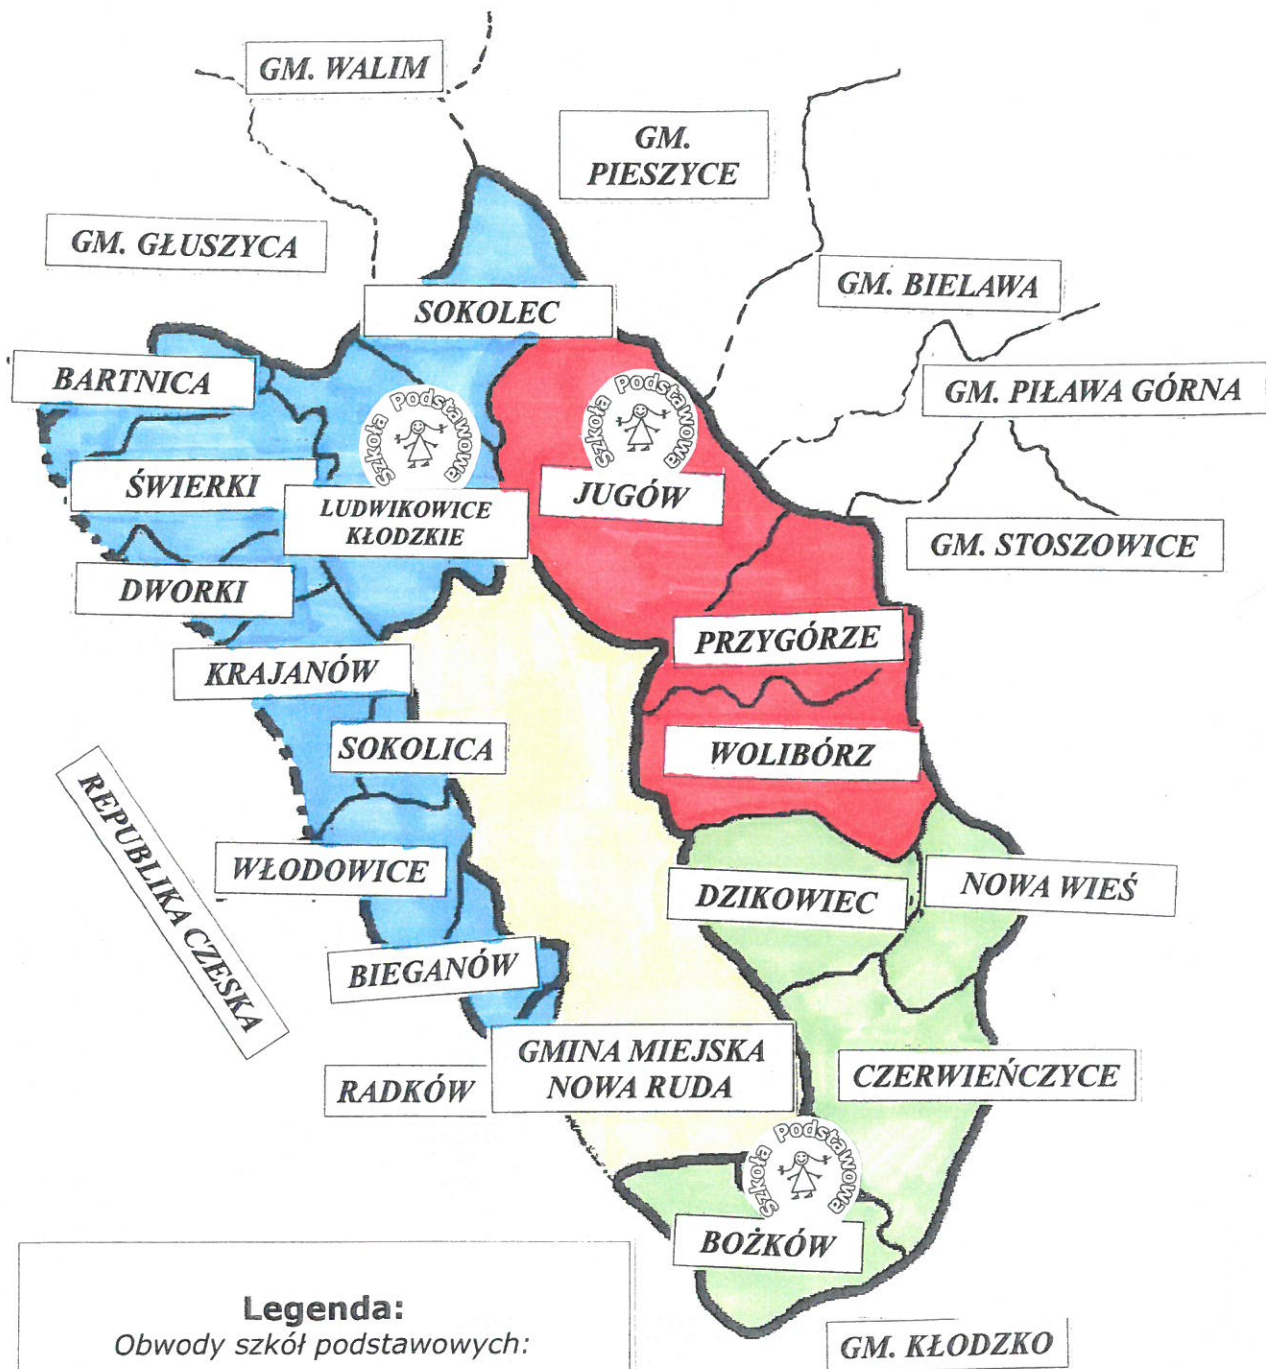 GM. WALIM
GM.
PIESZYCE
GM. GŁUSZYCA
GM. BIELAWA
SOKOLEC
BARTNICA
GM. PIŁAWA GÓRNA
Szkoła Podstawowa
Szkoła Podstawowa
ŚWIERKI
JUGÓW
LUDWIKOWICE
KŁODZKIE
GM. STOSZOWICE
DWORKI
PRZYGÓRZE
KRAJANÓW
SOKOLICA
WOLIBÓRZ
REPUBLIKA CZESKA
WŁODOWICE
DZIKOWIEC
NOWA WIEŚ
BIEGANÓW
GMINA MIEJSKA
NOWA RUDA
RADKÓW
CZERWIEŃCZYCE
Szkoła Podstawowa
BOŻKÓW
Legenda:
Obwody szkół podstawowych:
GM. KŁODZKO